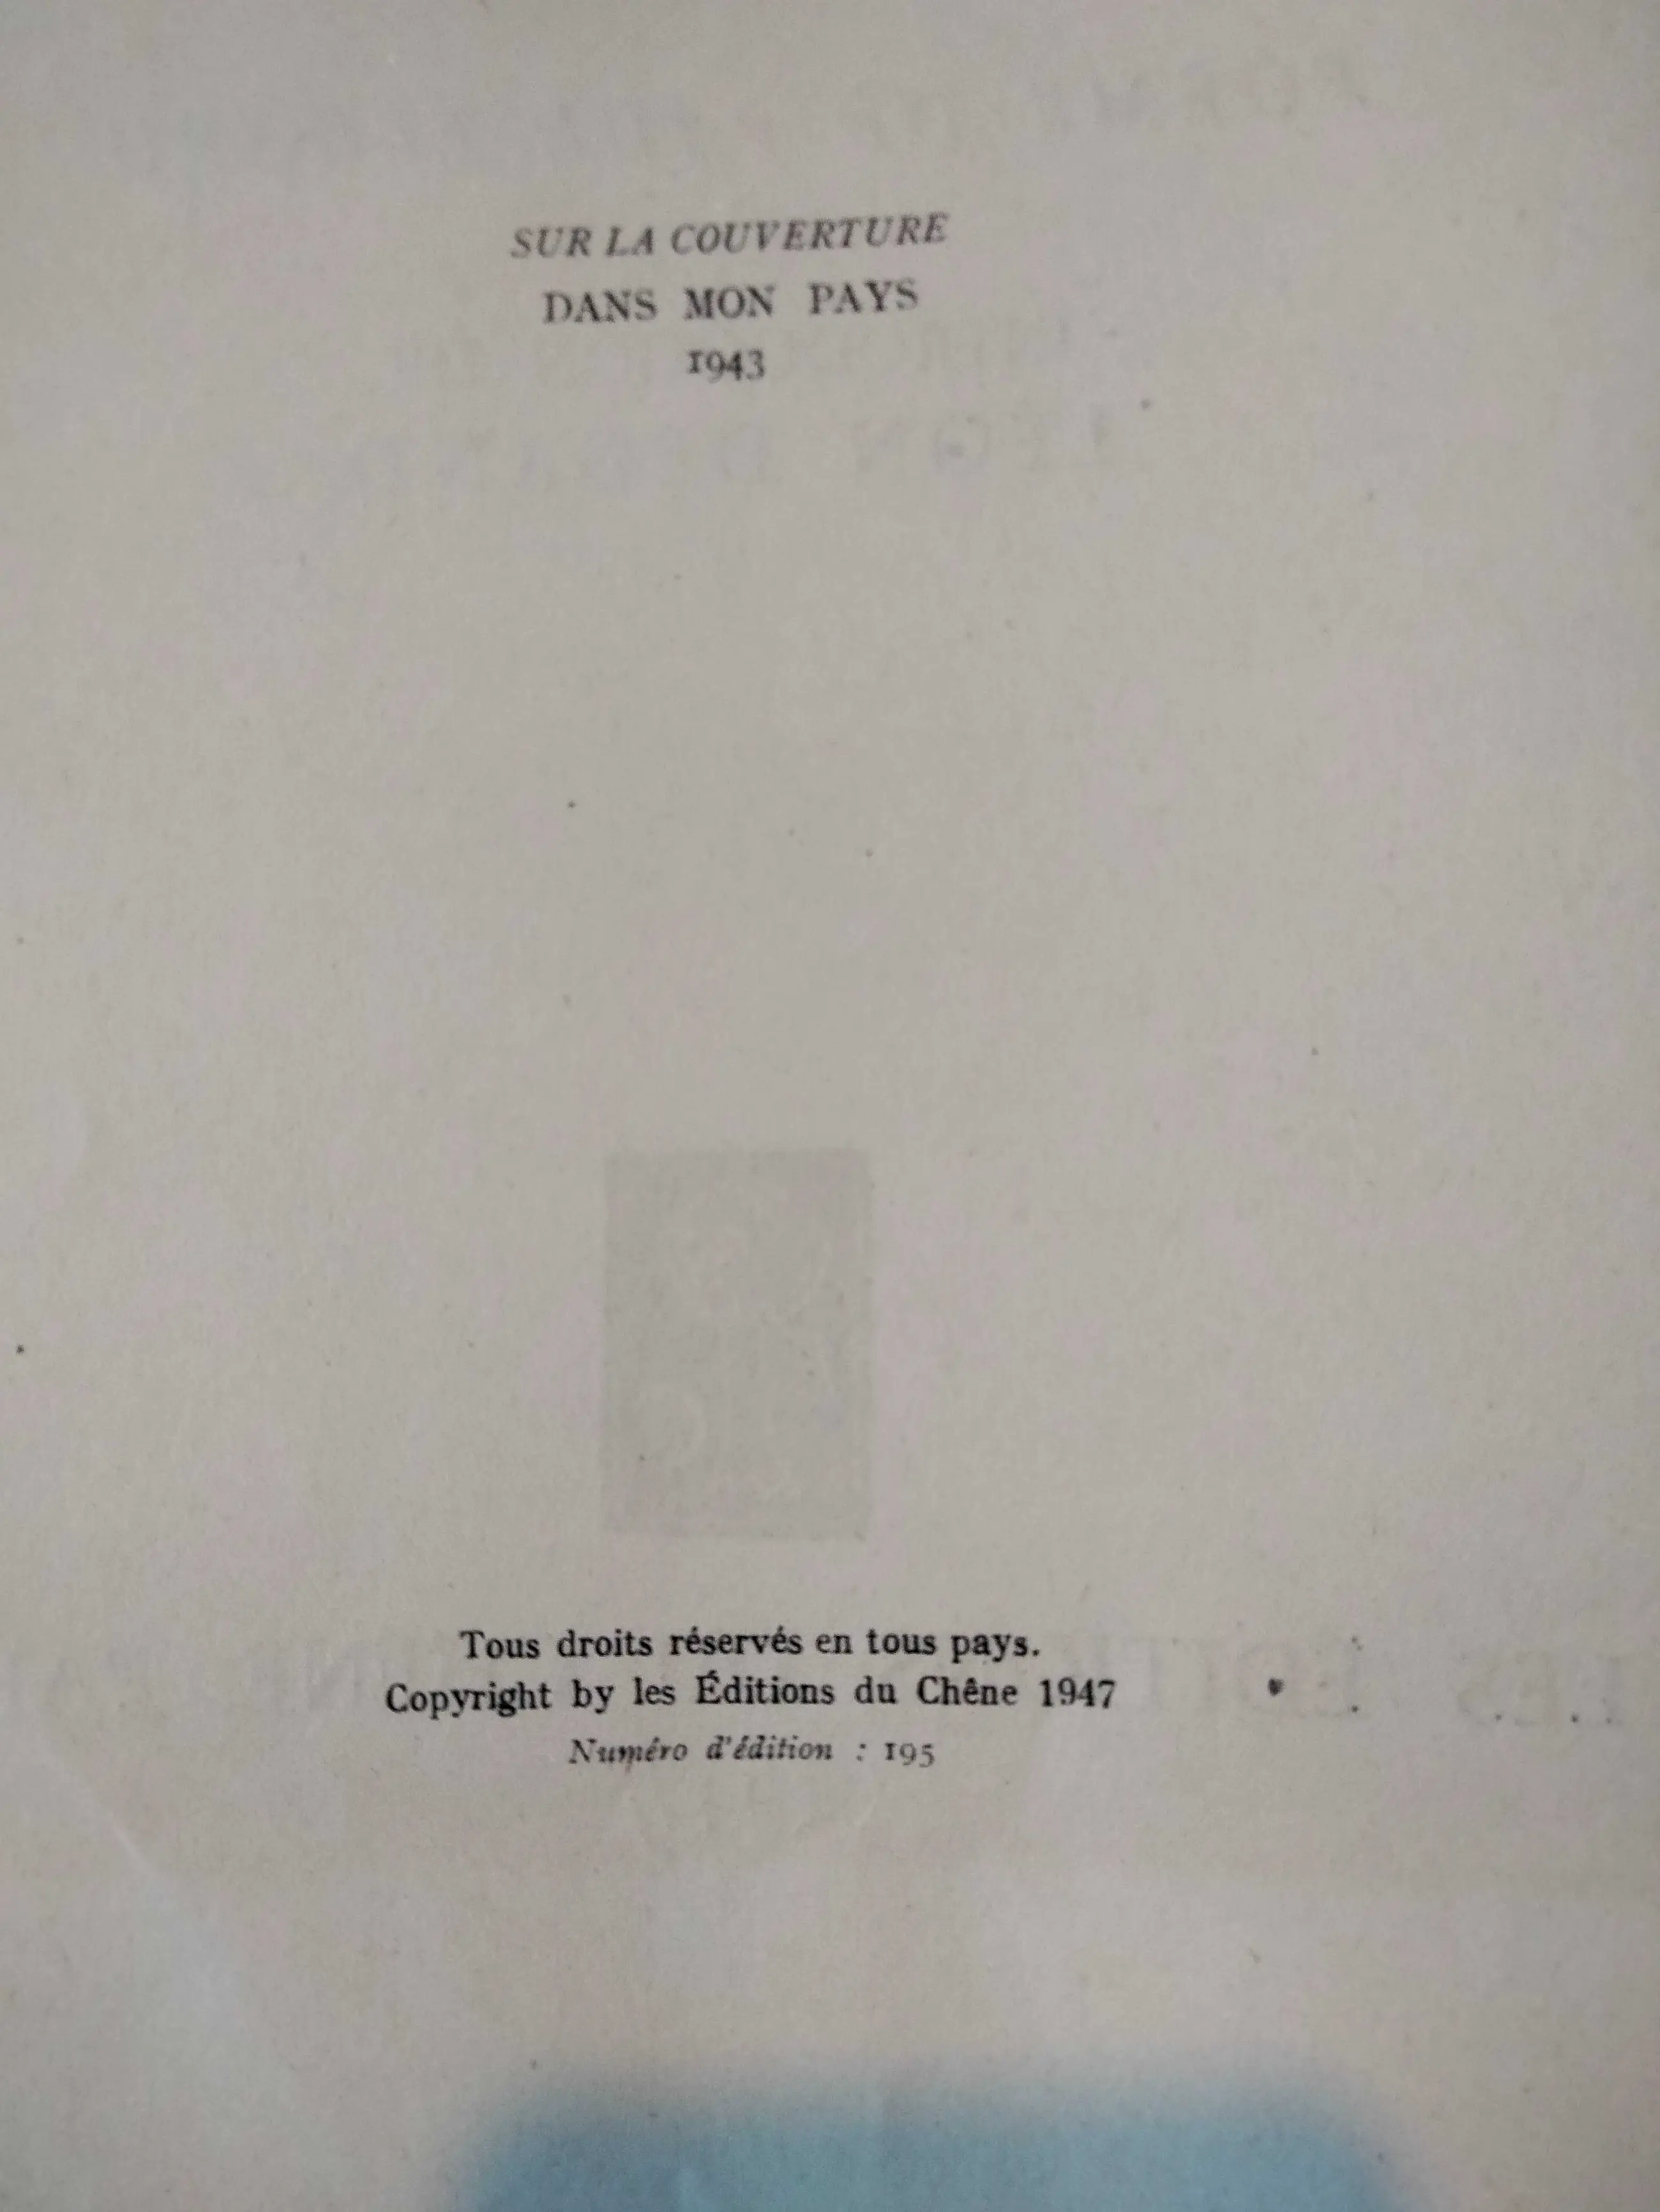 SUR LA COUVERTURE
DANS MON PAYS
1943
Tous droits réservés en tous pays.
Copyright by les Éditions du Chêne 1947
Numéro d'édition : 195